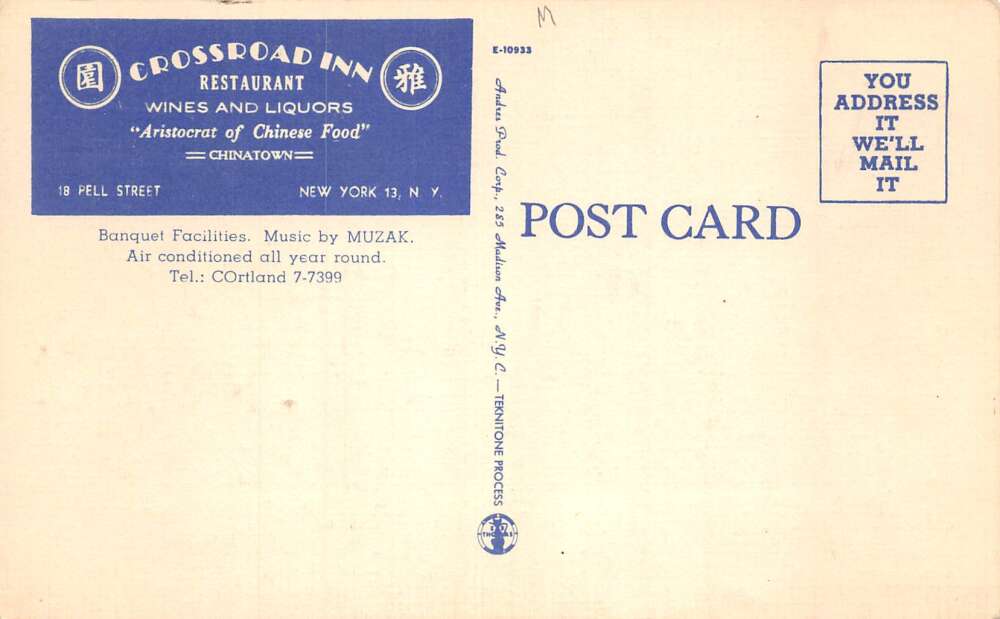 M
E-10933
CROSSROAD INN
園
雅
RESTAURANT
WINES AND LIQUORS
"Aristocrat of Chinese Food"
CHINATOWN
18 PELL STREET
NEW YORK 13, N. Y.
Banquet Facilities. Music by MUZAK.
Air conditioned all year round.
Tel.: COrtland 7-7399
Andres Prod. Corp., 285 Madison Ave., N.Y.C. — TEKNITONE PROCESS
THOMAS
POST CARD
YOU
ADDRESS
IT
WE'LL
MAIL
IT